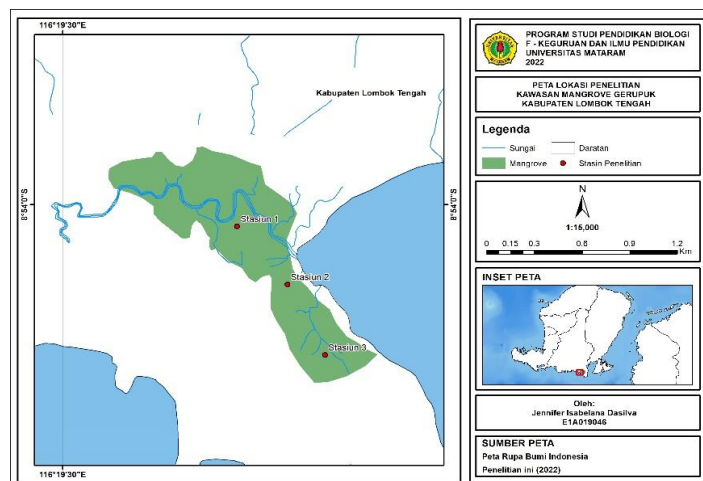 116°19'30"E
Kabupaten Lombok Tengah
8°54'0"S
8°54'0"S
Stasiun 1
Stasiun 2
Stasiun 3
116°19'30"E
PROGRAM STUDI PENDIDIKAN BIOLOGI
F - KEGURUAN DAN ILMU PENDIDIKAN
UNIVERSITAS MATARAM
2022
PETA LOKASI PENELITIAN
KAWASAN MANGROVE GERUPUK
KABUPATEN LOMBOK TENGAH
Legenda
Sungai
Daratan
Mangrove
Stasin Penelitian
N
1:15,000
0 0.15 0.3 0.6 0.9 1.2
Km
INSET PETA
Oleh:
Jennifer Isabelana Dasilva
E1A019046
SUMBER PETA
Peta Rupa Bumi Indonesia
Penelitian ini (2022)